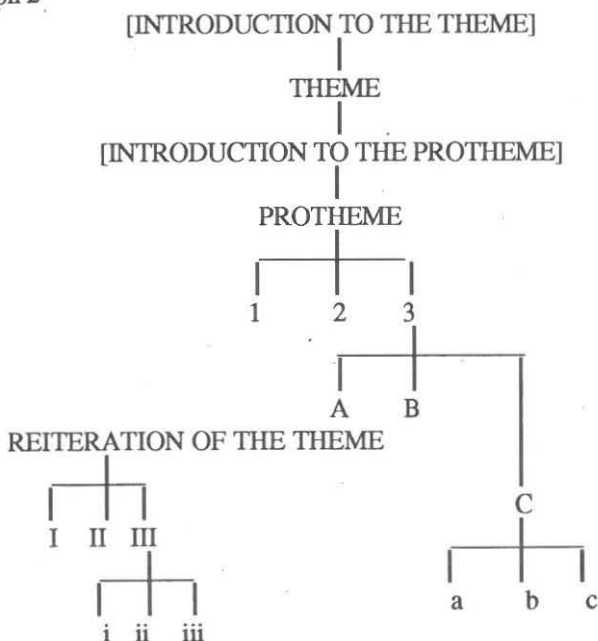 [INTRODUCTION TO THE THEME]
THEME
[INTRODUCTION TO THE PROTHEME]
PROTHEME
1 2 3
A B
REITERATION OF THE THEME
C
I II III
a b c
i ii iii